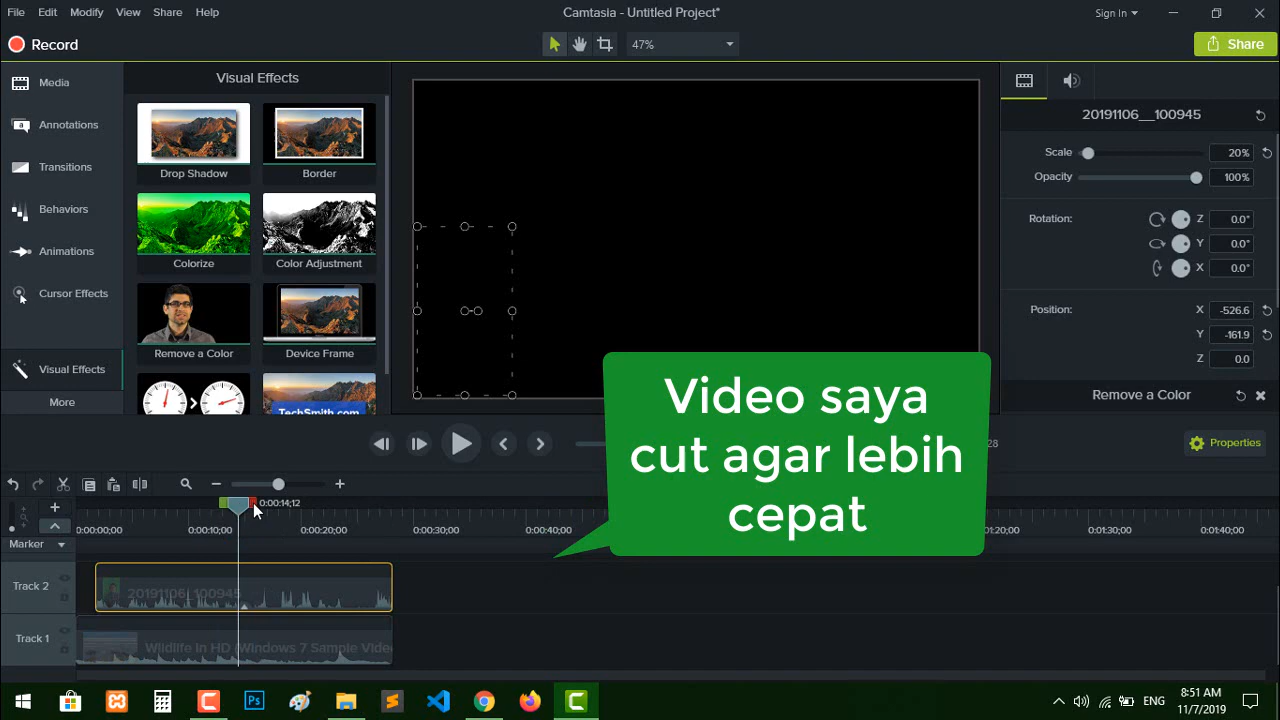 File Edit Modify View Share Help
Camtasia - Untitled Project*
Sign In
Record
47%
Share
Media
Annotations
Transitions
Behaviors
Animations
Cursor Effects
Visual Effects
More
Visual Effects
Drop Shadow
Border
Colorize
Color Adjustment
Remove a Color
Device Frame
TechSmith.com
20191106__100945
Scale 20%
Opacity 100%
Rotation: Z 0.0°
Y 0.0°
X 0.0°
Position: X -526.6
Y -161.9
Z 0.0
Remove a Color
Video saya
cut agar lebih
cepat
28
Properties
0:00:14;12
0:00:00;00 0:00:10;00 0:00:20;00 0:00:30;00 0:00:40;00 01:20;00 0:01:30;00 0:01:40;00
Marker
Track 2
20191106_100945
Track 1
Wildlife In HD (Windows 7 Sample Video
Ps
ENG
8:51 AM
11/7/2019